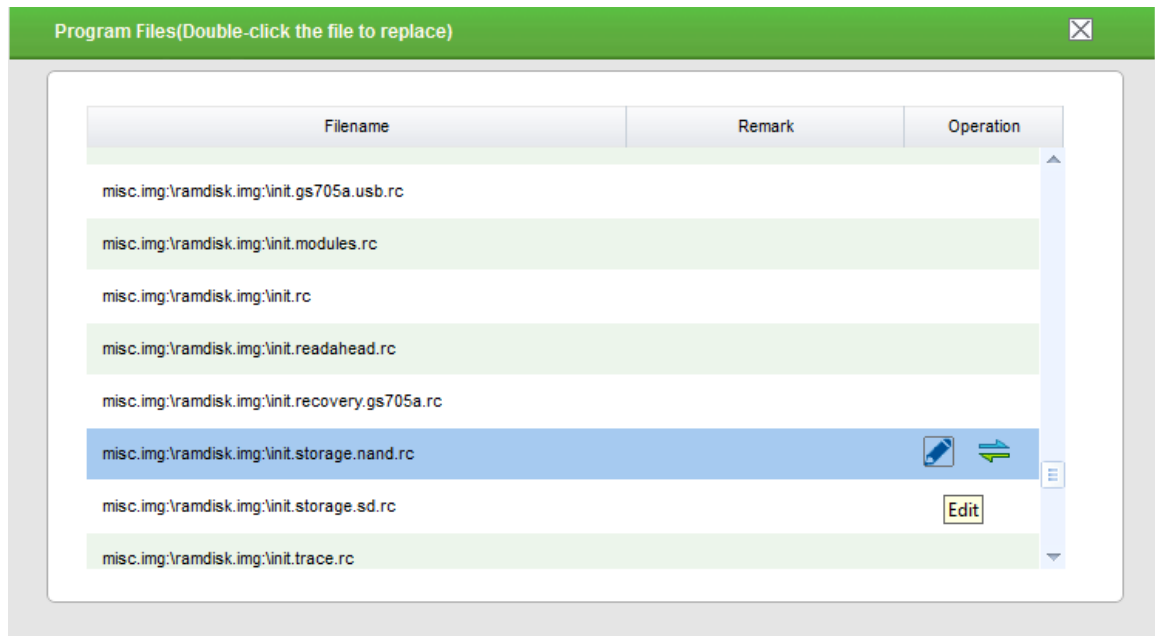 Program Files(Double-click the file to replace)
Filename Remark Operation
misc.img:\ramdisk.img:\init.gs705a.usb.rc
misc.img:\ramdisk.img:\init.modules.rc
misc.img:\ramdisk.img:\init.rc
misc.img:\ramdisk.img:\init.readahead.rc
misc.img:\ramdisk.img:\init.recovery.gs705a.rc
misc.img:\ramdisk.img:\init.storage.nand.rc
misc.img:\ramdisk.img:\init.storage.sd.rc
Edit
misc.img:\ramdisk.img:\init.trace.rc